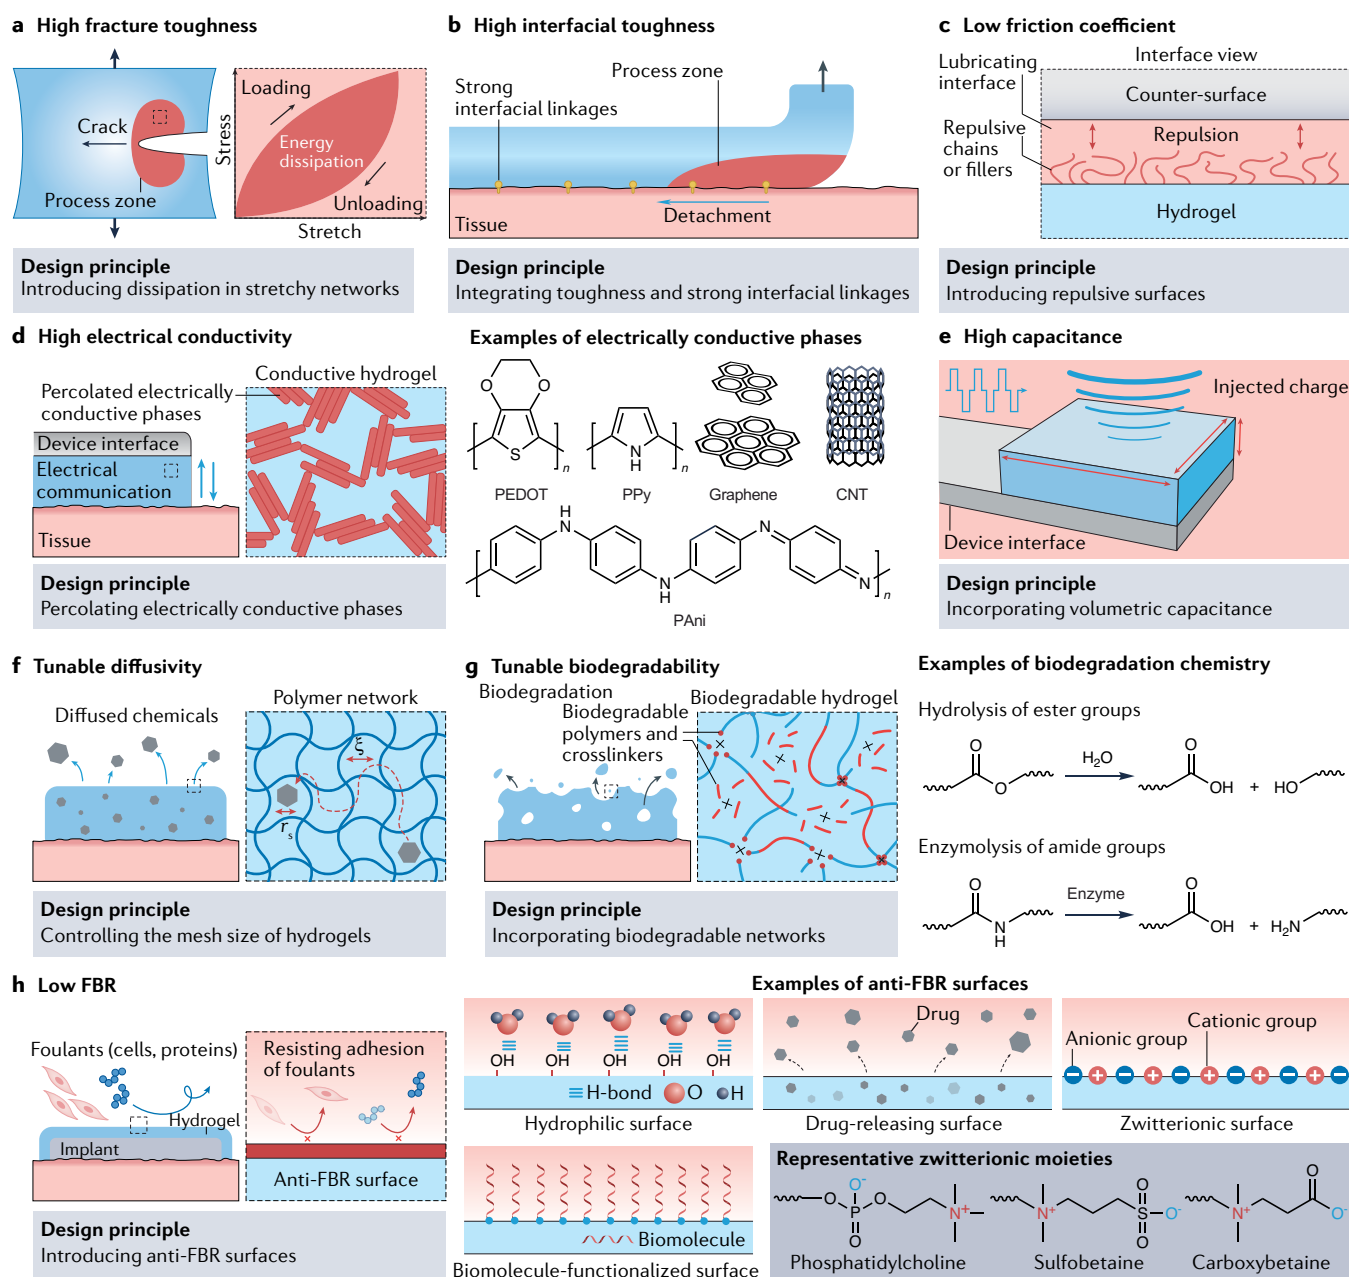 a High fracture toughness
Crack
Process zone
Loading
Energy
dissipation
Unloading
Stress
Stretch
Design principle
Introducing dissipation in stretchy networks
b High interfacial toughness
Process zone
Strong
interfacial linkages
Detachment
Tissue
Design principle
Integrating toughness and strong interfacial linkages
c Low friction coefficient
Interface view
Lubricating
interface
Counter-surface
Repulsive
chains
or fillers
Repulsion
Hydrogel
Design principle
Introducing repulsive surfaces
d High electrical conductivity
Percolated electrically
conductive phases
Conductive hydrogel
Device interface
Electrical
communication
Tissue
Design principle
Percolating electrically conductive phases
Examples of electrically conductive phases
O O
S
n
PEDOT
N
H
n
PPy
Graphene
CNT
H
N
N
H
N
N
n
PAni
e High capacitance
Injected charge
Device interface
Design principle
Incorporating volumetric capacitance
f Tunable diffusivity
Diffused chemicals
Polymer network
ξ
rs
Design principle
Controlling the mesh size of hydrogels
g Tunable biodegradability
Biodegradation
Biodegradable
polymers and
crosslinkers
Biodegradable hydrogel
Design principle
Incorporating biodegradable networks
Examples of biodegradation chemistry
Hydrolysis of ester groups
O
O
H2O
O
OH + HO
Enzymolysis of amide groups
O
N
H
Enzyme
O
OH + H2N
h Low FBR
Foulants (cells, proteins)
Hydrogel
Implant
Resisting adhesion
of foulants
Anti-FBR surface
Design principle
Introducing anti-FBR surfaces
Examples of anti-FBR surfaces
OH OH OH OH OH
H-bond O H
Hydrophilic surface
Drug
Drug-releasing surface
Cationic group
Anionic group
− + − + − + − + − + −
Zwitterionic surface
Biomolecule
Biomolecule-functionalized surface
Representative zwitterionic moieties
O P O- O O N+
Phosphatidylcholine
N+ O S O O-
Sulfobetaine
N+ O O-
Carboxybetaine